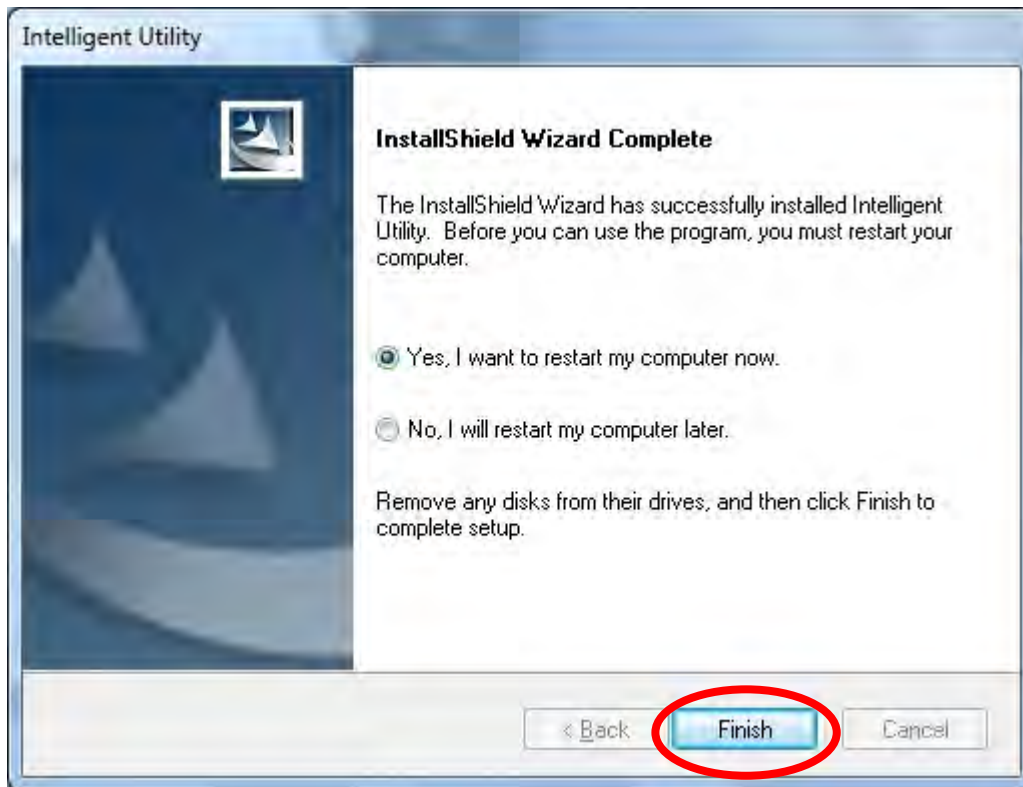 Intelligent Utility
InstallShield Wizard Complete
The InstallShield Wizard has successfully installed Intelligent
Utility. Before you can use the program, you must restart your
computer.
Yes, I want to restart my computer now.
No, I will restart my computer later.
Remove any disks from their drives, and then click Finish to
complete setup.
< Back Finish Cancel